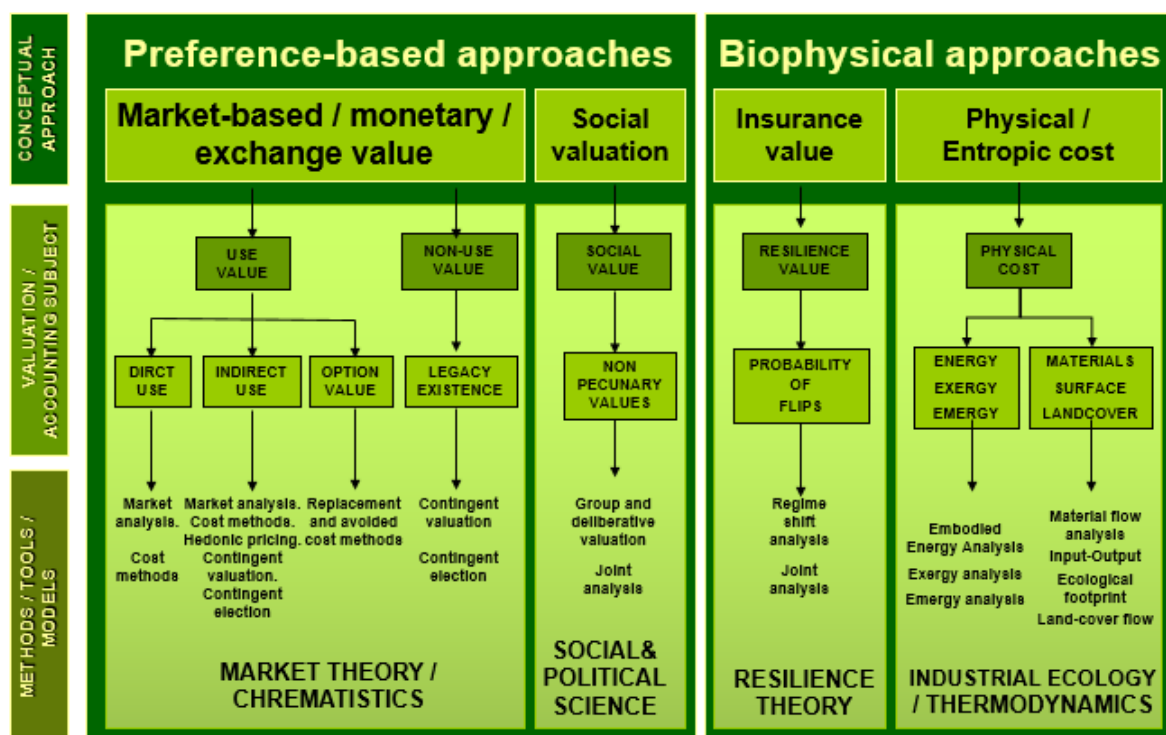 CONCEPTUAL
APPROACH
Preference-based approaches
Biophysical approaches
Market-based / monetary /
exchange value
Social
valuation
Insurance
value
Physical /
Entropic cost
VALUATION /
ACCOUNTING SUBJECT
USE
VALUE
NON-USE
VALUE
SOCIAL
VALUE
RESILIENCE
VALUE
PHYSICAL
COST
DIRCT
USE
INDIRECT
USE
OPTION
VALUE
LEGACY
EXISTENCE
NON
PECUNARY
VALUES
PROBABILITY
OF
FLIPS
ENERGY
EXERGY
EMERGY
MATERIALS
SURFACE
LANDCOVER
METHODS / TOOLS /
MODELS
Market
analysis.
Cost
methods
Market analysis.
Cost methods.
Hedonic pricing.
Contingent
valuation.
Contingent
election
Replacement
and avoided
cost methods
Contingent
valuation
Contingent
election
Group and
deliberative
valuation
Joint
analysis
Regime
shift
analysis
Joint
analysis
Embodied
Energy Analysis
Exergy analysis
Emergy analysis
Material flow
analysis
Input-Output
Ecological
footprint
Land-cover flow
MARKET THEORY /
CHREMATISTICS
SOCIAL&
POLITICAL
SCIENCE
RESILIENCE
THEORY
INDUSTRIAL ECOLOGY
/ THERMODYNAMICS